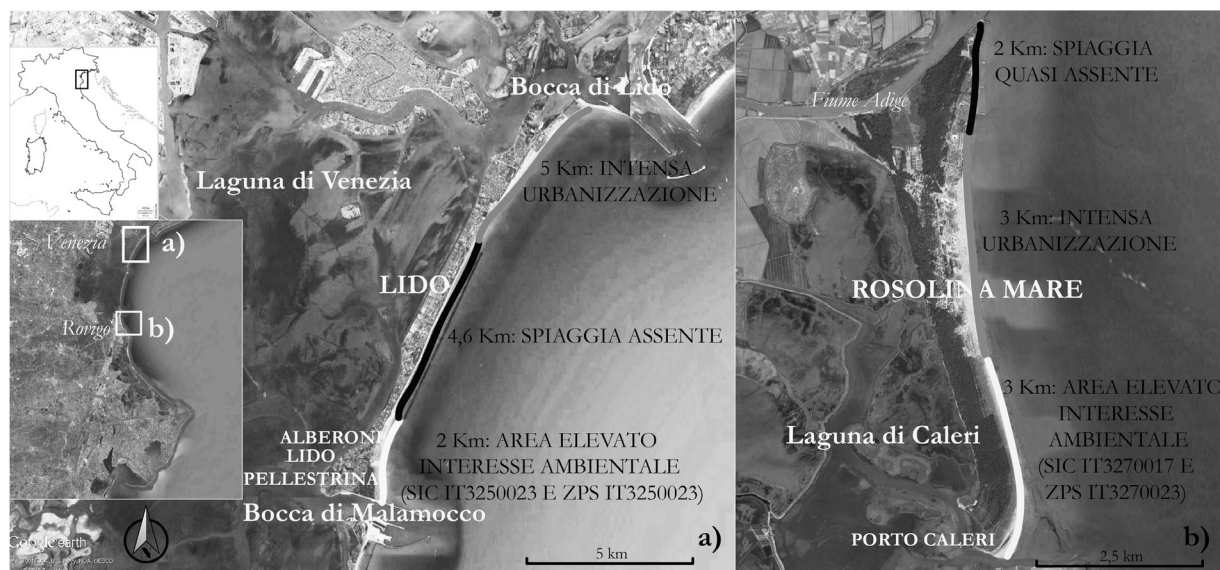 Venezia
a)
Rovigo
b)
Google earth
Bocca di Lido
Laguna di Venezia
5 Km: INTENSA
URBANIZZAZIONE
LIDO
4,6 Km: SPIAGGIA ASSENTE
ALBERONI
LIDO
PELLESTRINA
2 Km: AREA ELEVATO
INTERESSE AMBIENTALE
(SIC IT3250023 E ZPS IT3250023)
Bocca di Malamocco
5 km
a)
2 Km: SPIAGGIA
QUASI ASSENTE
Fiume Adige
3 Km: INTENSA
URBANIZZAZIONE
ROSOLINA MARE
3 Km: AREA ELEVATO
INTERESSE
AMBIENTALE
(SIC IT3270017 E
ZPS IT3270023)
Laguna di Caleri
PORTO CALERI
2,5 km
b)